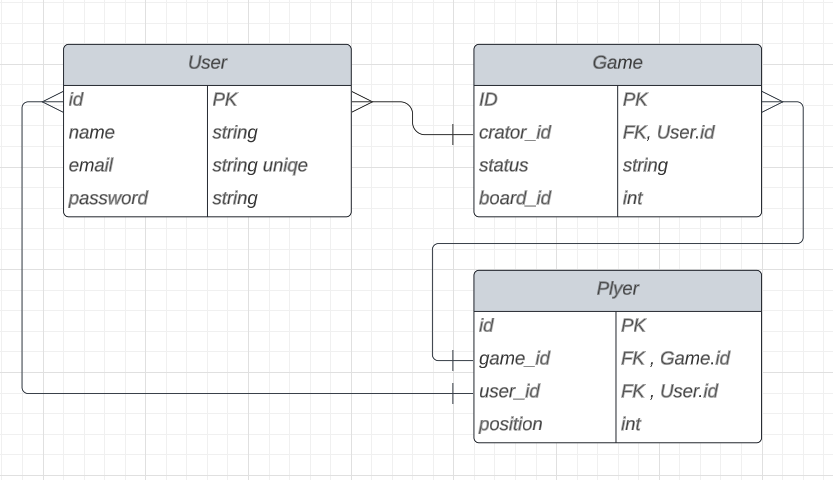 User
id PK
name string
email string uniqe
password string
Game
ID PK
crator_id FK, User.id
status string
board_id int
Plyer
id PK
game_id FK , Game.id
user_id FK , User.id
position int